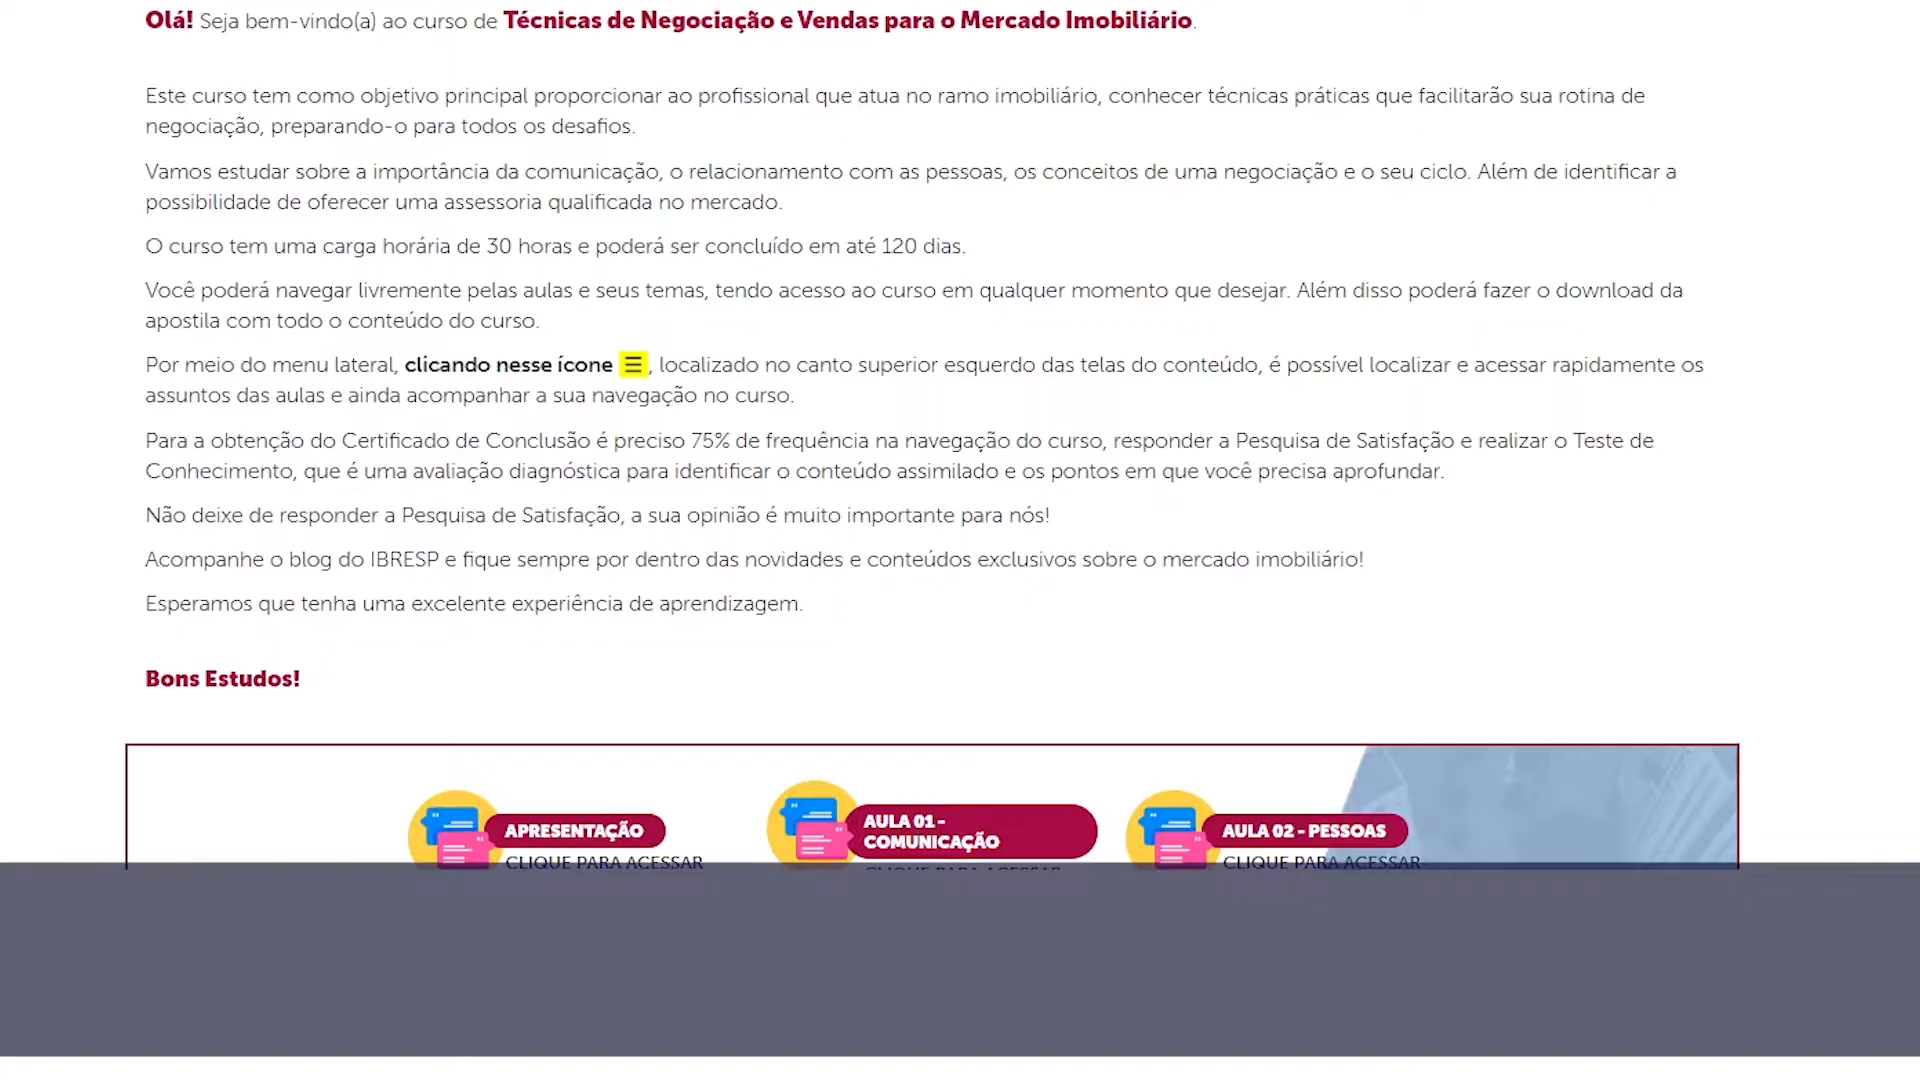 Olá! Seja bem-vindo(a) ao curso de Técnicas de Negociação e Vendas para o Mercado Imobiliário.
Este curso tem como objetivo principal proporcionar ao profissional que atua no ramo imobiliário, conhecer técnicas práticas que facilitarão sua rotina de
negociação, preparando-o para todos os desafios.
Vamos estudar sobre a importância da comunicação, o relacionamento com as pessoas, os conceitos de uma negociação e o seu ciclo. Além de identificar a
possibilidade de oferecer uma assessoria qualificada no mercado.
O curso tem uma carga horária de 30 horas e poderá ser concluído em até 120 dias.
Você poderá navegar livremente pelas aulas e seus temas, tendo acesso ao curso em qualquer momento que desejar. Além disso poderá fazer o download da
apostila com todo o conteúdo do curso.
Por meio do menu lateral, clicando nesse ícone ☰, localizado no canto superior esquerdo das telas do conteúdo, é possível localizar e acessar rapidamente os
assuntos das aulas e ainda acompanhar a sua navegação no curso.
Para a obtenção do Certificado de Conclusão é preciso 75% de frequência na navegação do curso, responder a Pesquisa de Satisfação e realizar o Teste de
Conhecimento, que é uma avaliação diagnóstica para identificar o conteúdo assimilado e os pontos em que você precisa aprofundar.
Não deixe de responder a Pesquisa de Satisfação, a sua opinião é muito importante para nós!
Acompanhe o blog do IBRESP e fique sempre por dentro das novidades e conteúdos exclusivos sobre o mercado imobiliário!
Esperamos que tenha uma excelente experiência de aprendizagem.
Bons Estudos!
APRESENTAÇÃO
CLIQUE PARA ACESSAR
AULA 01 -
COMUNICAÇÃO
AULA 02 - PESSOAS
CLIQUE PARA ACESSAR